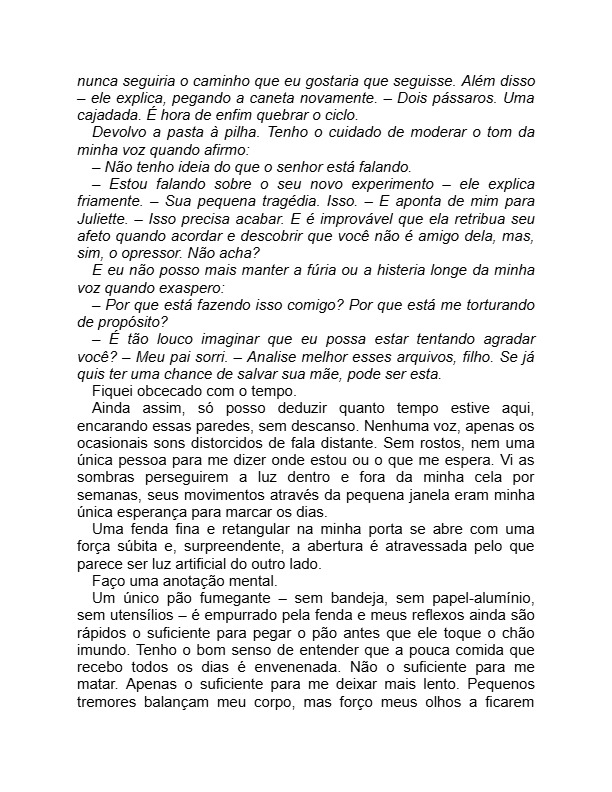 nunca seguiria o caminho que eu gostaria que seguisse. Além disso
– ele explica, pegando a caneta novamente. – Dois pássaros. Uma
cajadada. É hora de enfim quebrar o ciclo.
Devolvo a pasta à pilha. Tenho o cuidado de moderar o tom da
minha voz quando afirmo:
– Não tenho ideia do que o senhor está falando.
– Estou falando sobre o seu novo experimento – ele explica
friamente. – Sua pequena tragédia. Isso. – E aponta de mim para
Juliette. – Isso precisa acabar. E é improvável que ela retribua seu
afeto quando acordar e descobrir que você não é amigo dela, mas,
sim, o opressor. Não acha?
E eu não posso mais manter a fúria ou a histeria longe da minha
voz quando exaspero:
– Por que está fazendo isso comigo? Por que está me torturando
de propósito?
– É tão louco imaginar que eu possa estar tentando agradar
você? – Meu pai sorri. – Analise melhor esses arquivos, filho. Se já
quis ter uma chance de salvar sua mãe, pode ser esta.
Fiquei obcecado com o tempo.
Ainda assim, só posso deduzir quanto tempo estive aqui,
encarando essas paredes, sem descanso. Nenhuma voz, apenas os
ocasionais sons distorcidos de fala distante. Sem rostos, nem uma
única pessoa para me dizer onde estou ou o que me espera. Vi as
sombras perseguirem a luz dentro e fora da minha cela por
semanas, seus movimentos através da pequena janela eram minha
única esperança para marcar os dias.
Uma fenda fina e retangular na minha porta se abre com uma
força súbita e, surpreendente, a abertura é atravessada pelo que
parece ser luz artificial do outro lado.
Faço uma anotação mental.
Um único pão fumegante – sem bandeja, sem papel-alumínio,
sem utensílios – é empurrado pela fenda e meus reflexos ainda são
rápidos o suficiente para pegar o pão antes que ele toque o chão
imundo. Tenho o bom senso de entender que a pouca comida que
recebo todos os dias é envenenada. Não o suficiente para me
matar. Apenas o suficiente para me deixar mais lento. Pequenos
tremores balançam meu corpo, mas forço meus olhos a ficarem